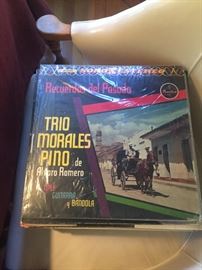 Recuerdos del Pasado
TRIO
MORALES
PINO de
Alvaro Romero
GUITARRA
y BANDOLA